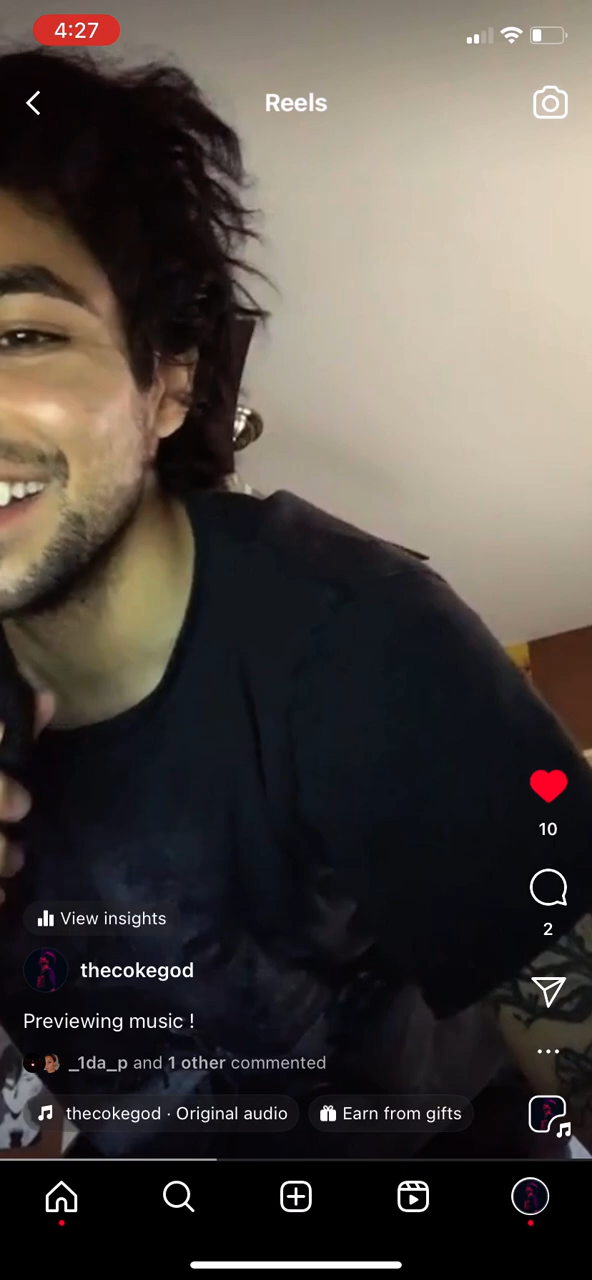 4:27
Reels
10
2
View insights
thecokegod
Previewing music !
_1da_p and 1 other commented
thecokegod · Original audio
Earn from gifts